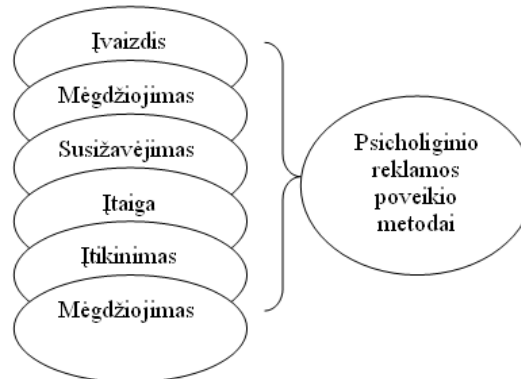 Įvaizdis
Mėgdžiojimas
Susižavėjimas
Įtaiga
Įtikinimas
Mėgdžiojimas
Psicholiginio
reklamos
poveikio
metodai